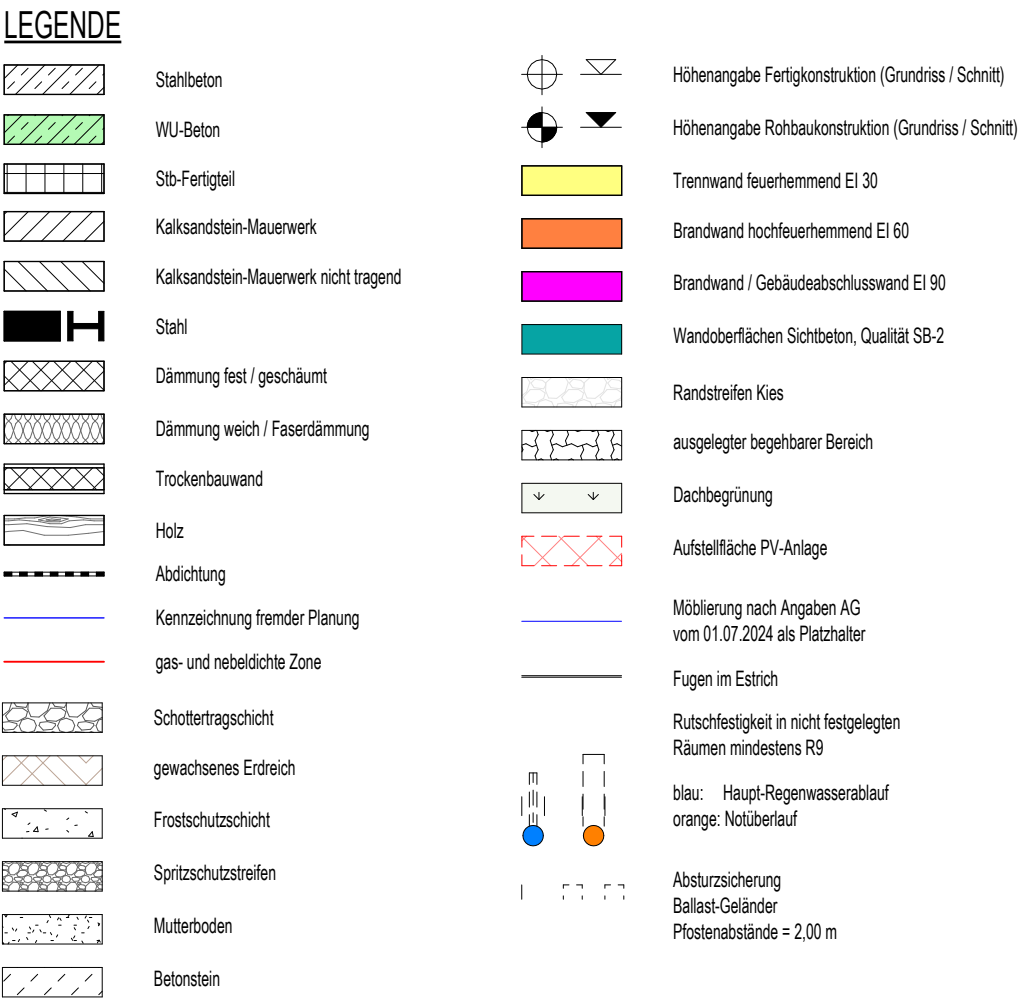 LEGENDE
Stahlbeton
WU-Beton
Stb-Fertigteil
Kalksandstein-Mauerwerk
Kalksandstein-Mauerwerk nicht tragend
Stahl
Dämmung fest / geschäumt
Dämmung weich / Faserdämmung
Trockenbauwand
Holz
Abdichtung
Kennzeichnung fremder Planung
gas- und nebeldichte Zone
Schottertragschicht
gewachsenes Erdreich
Frostschutzschicht
Spritzschutzstreifen
Mutterboden
Betonstein
Höhenangabe Fertigkonstruktion (Grundriss / Schnitt)
Höhenangabe Rohbaukonstruktion (Grundriss / Schnitt)
Trennwand feuerhemmend EI 30
Brandwand hochfeuerhemmend EI 60
Brandwand / Gebäudeabschlusswand EI 90
Wandoberflächen Sichtbeton, Qualität SB-2
Randstreifen Kies
ausgelegter begehbarer Bereich
Dachbegrünung
Aufstellfläche PV-Anlage
Möblierung nach Angaben AG
vom 01.07.2024 als Platzhalter
Fugen im Estrich
Rutschfestigkeit in nicht festgelegten
Räumen mindestens R9
blau: Haupt-Regenwasserablauf
orange: Notüberlauf
Absturzsicherung
Ballast-Geländer
Pfostenabstände = 2,00 m